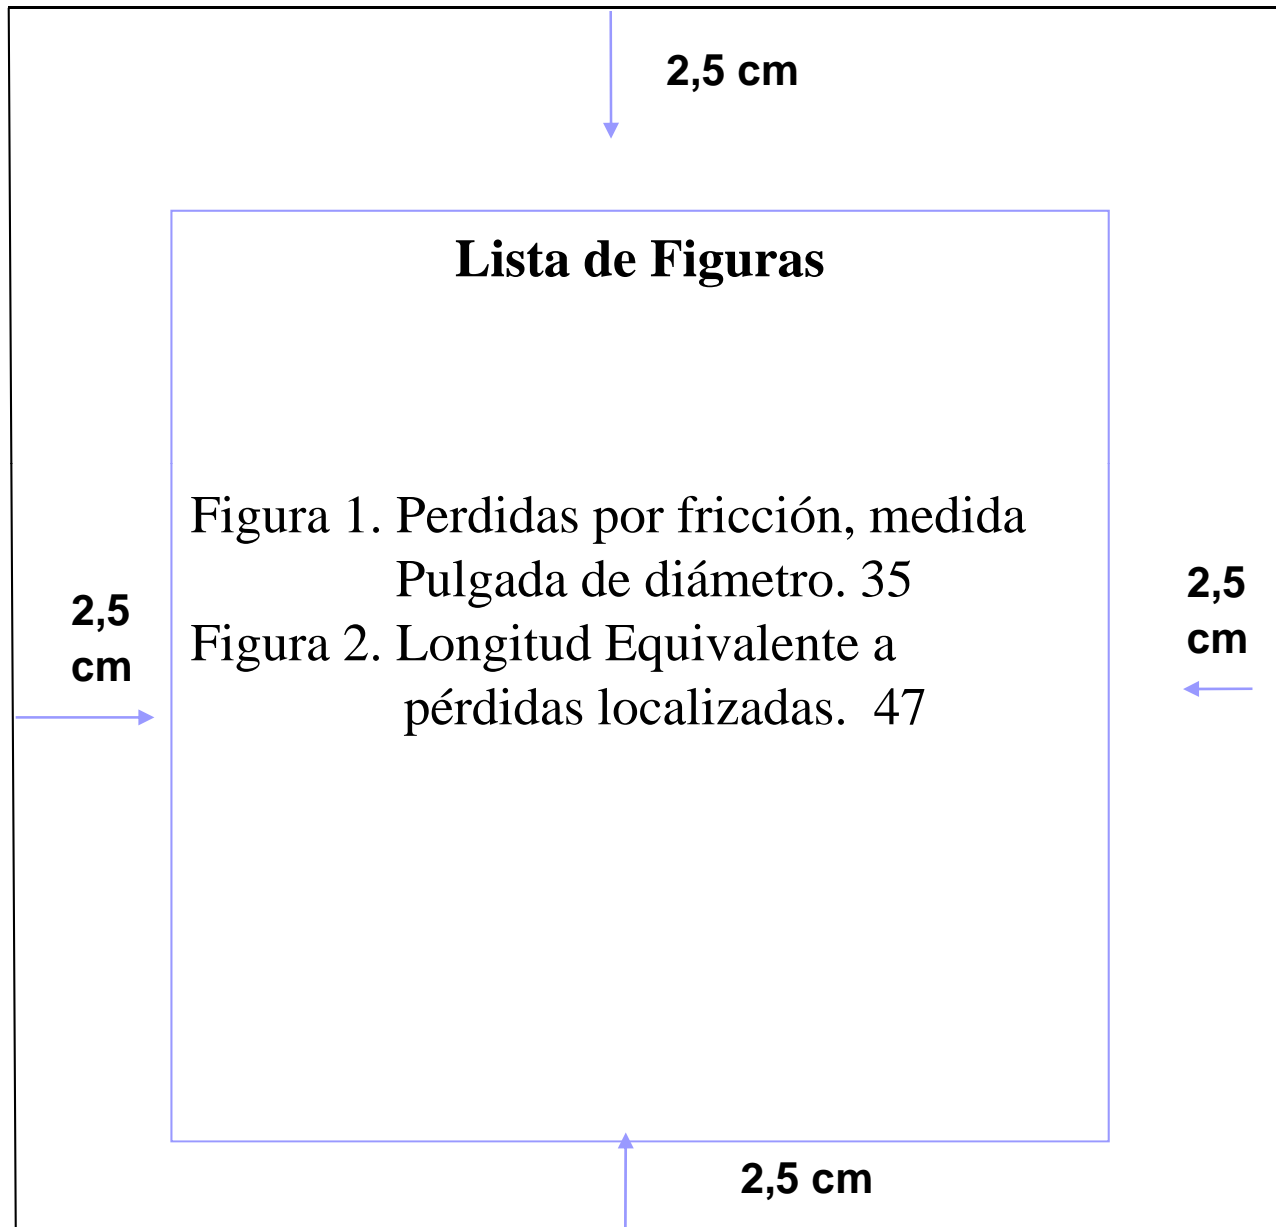 2,5 cm
Lista de Figuras
Figura 1. Perdidas por fricción, medida
Pulgada de diámetro. 35
Figura 2. Longitud Equivalente a
pérdidas localizadas. 47
2,5
cm
2,5
cm
2,5 cm